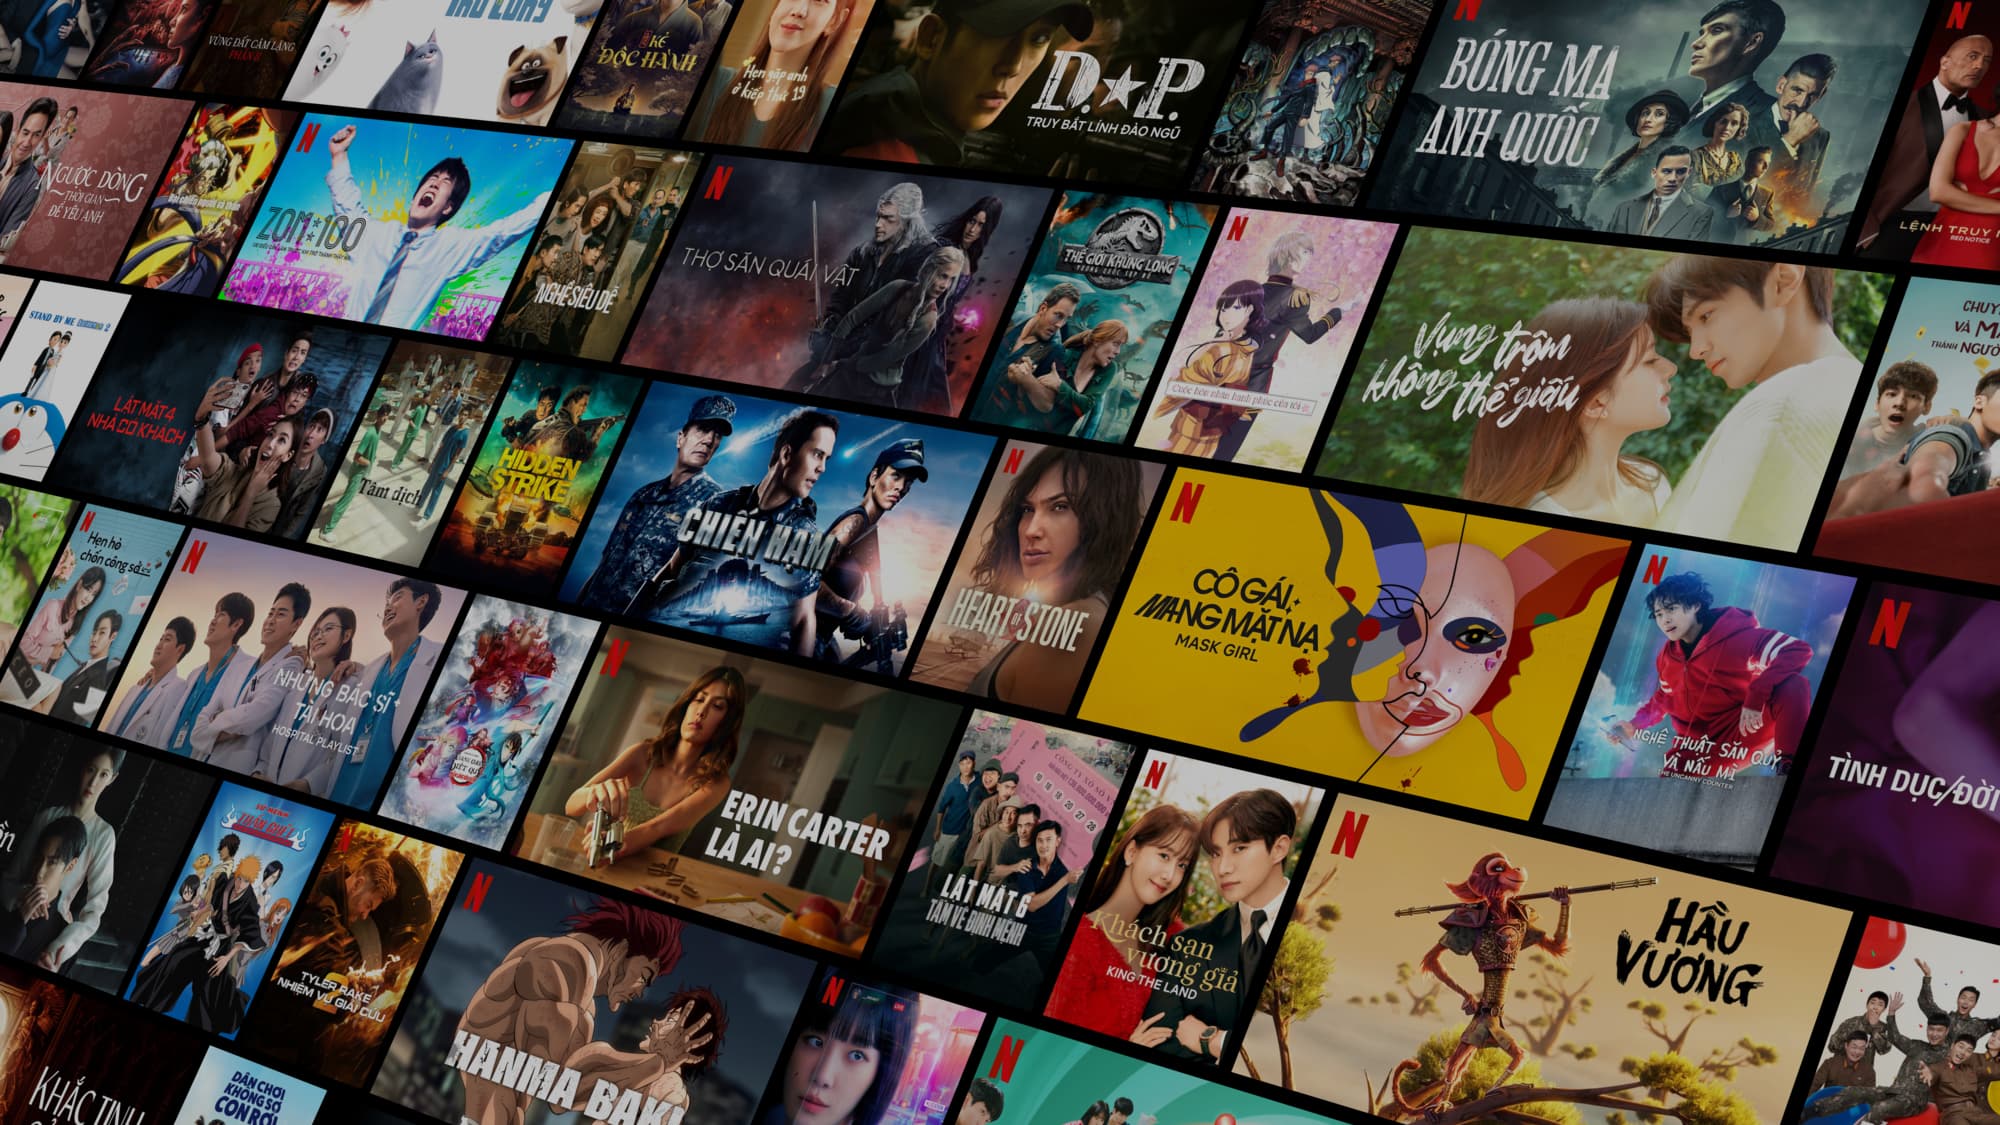 VÙNG ĐẤT CÂM LẶNG
PHẦN II
KẺ
ĐỘC HÀNH
Hẹn gặp anh
ở kiếp thứ 19
D.P.
TRUY BẮT LÍNH ĐÀO NGŨ
N
BÓNG MA
ANH QUỐC
N
LỆNH TRUY
RED NOTICE
NGƯỢC DÒNG
THỜI GIAN
ĐỂ YÊU ANH
N
ZOM 100
NGHỀ SIÊU DỄ
N
THỢ SĂN QUÁI VẬT
THẾ GIỚI KHỦNG LONG
N
Cuộc hôn nhân hạnh phúc của tôi
Vụng trộm
không thể giấu
CHUY
VÀ MA
THÀNH NGƯỜ
STAND BY ME Doraemon 2
LẬT MẶT 4
NHÀ CÓ KHÁCH
Tâm dịch
HIDDEN
STRIKE
CHIẾN HẠM
N
HEART OF STONE
N
CÔ GÁI
MANG MẶT NẠ
MASK GIRL
N
NGHỆ THUẬT SĂN QUỶ
VÀ NẤU MÌ
THE UNCANNY COUNTER
N
TÌNH DỤC/ĐỜI
N
Hẹn hò
chốn công sở
CEO
N
NHỮNG BÁC SĨ
TÀI HOA
HOSPITAL PLAYLIST
N
ERIN CARTER
LÀ AI?
LẬT MẶT 6
TẤM VÉ ĐỊNH MỆNH
N
Khách sạn
vương giả
KING THE LAND
N
HẦU
VƯƠNG
N
TYLER RAKE
NHIỆM VỤ GIẢI CỨU
N
HANMA BAKI
N
LIVE
N
KHẮC TINH
DÂN CHƠI
KHÔNG SỢ
CON RƠI